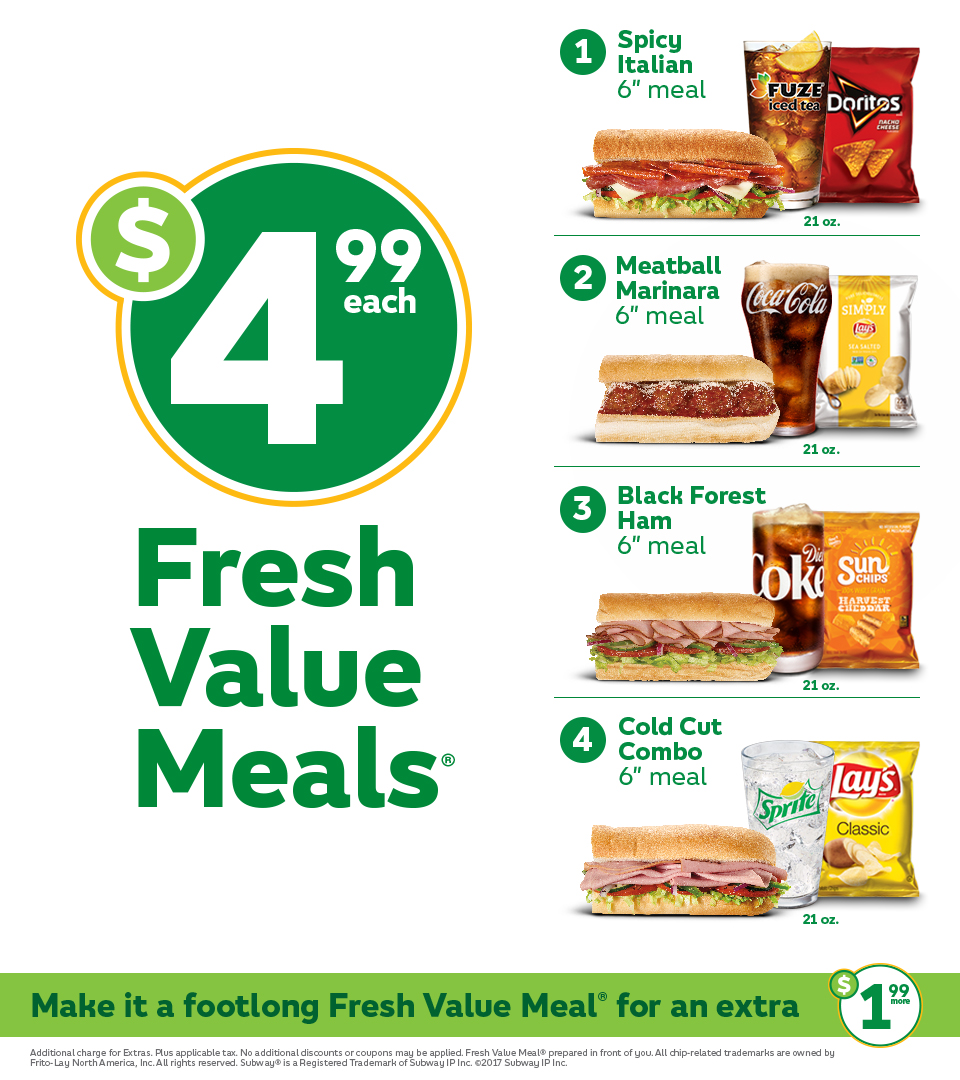 $4 99
each
Fresh
Value
Meals®
1 Spicy
Italian
6" meal
FUZE
iced tea
Doritos
NACHO
CHEESE
21 oz.
2 Meatball
Marinara
6" meal
Coca-Cola
SIMPLY
Lay's
SEA SALTED
21 oz.
3 Black Forest
Ham
6" meal
Die
Coke
Sun
CHIPS
HARVEST
CHEDDAR
21 oz.
4 Cold Cut
Combo
6" meal
Sprite
Lay's
Classic
21 oz.
Make it a footlong Fresh Value Meal® for an extra
$1 99
more
Additional charge for Extras. Plus applicable tax. No additional discounts or coupons may be applied. Fresh Value Meal® prepared in front of you. All chip-related trademarks are owned by
Frito-Lay North America, Inc. All rights reserved. Subway® is a Registered Trademark of Subway IP Inc. ©2017 Subway IP Inc.